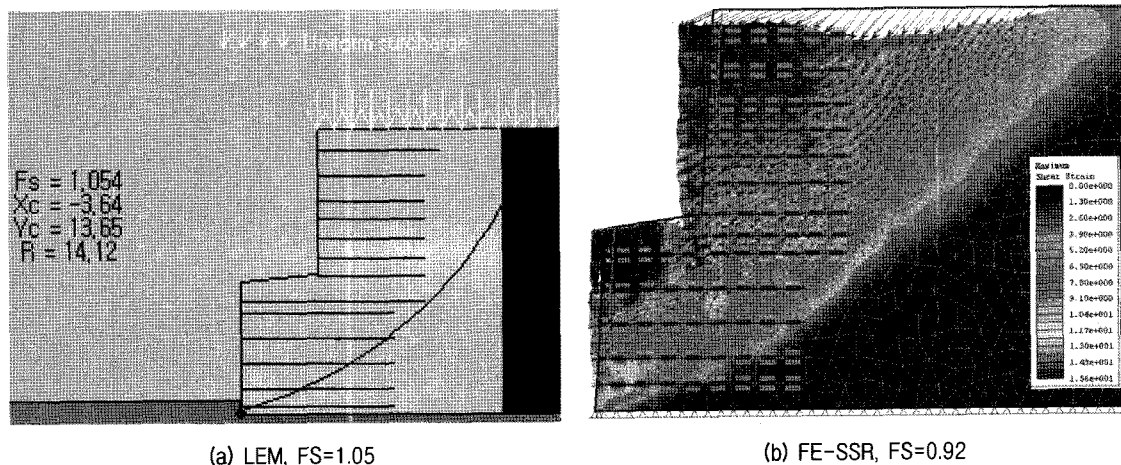 Uniform surcharge
Fs = 1,054
Xc = -3,64
Yc = 13,65
R = 14,12
Maximum
Shear Strain
0.00e+000
1.30e+000
2.60e+000
3.90e+000
5.20e+000
6.50e+000
7.80e+000
9.10e+000
1.04e+001
1.17e+001
1.30e+001
1.43e+001
1.56e+001
(a) LEM, FS=1.05
(b) FE-SSR, FS=0.92